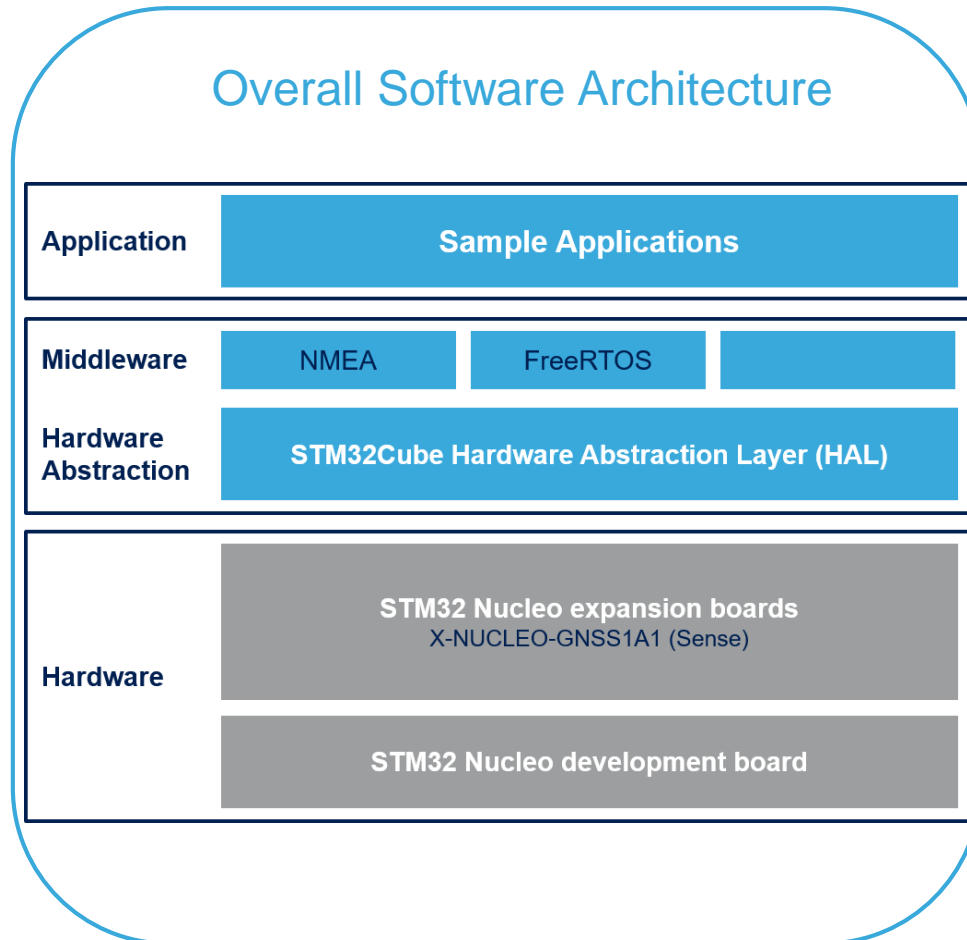 Overall Software Architecture
Application
Sample Applications
Middleware
NMEA
FreeRTOS
Hardware
Abstraction
STM32Cube Hardware Abstraction Layer (HAL)
Hardware
STM32 Nucleo expansion boards
X-NUCLEO-GNSS1A1 (Sense)
STM32 Nucleo development board